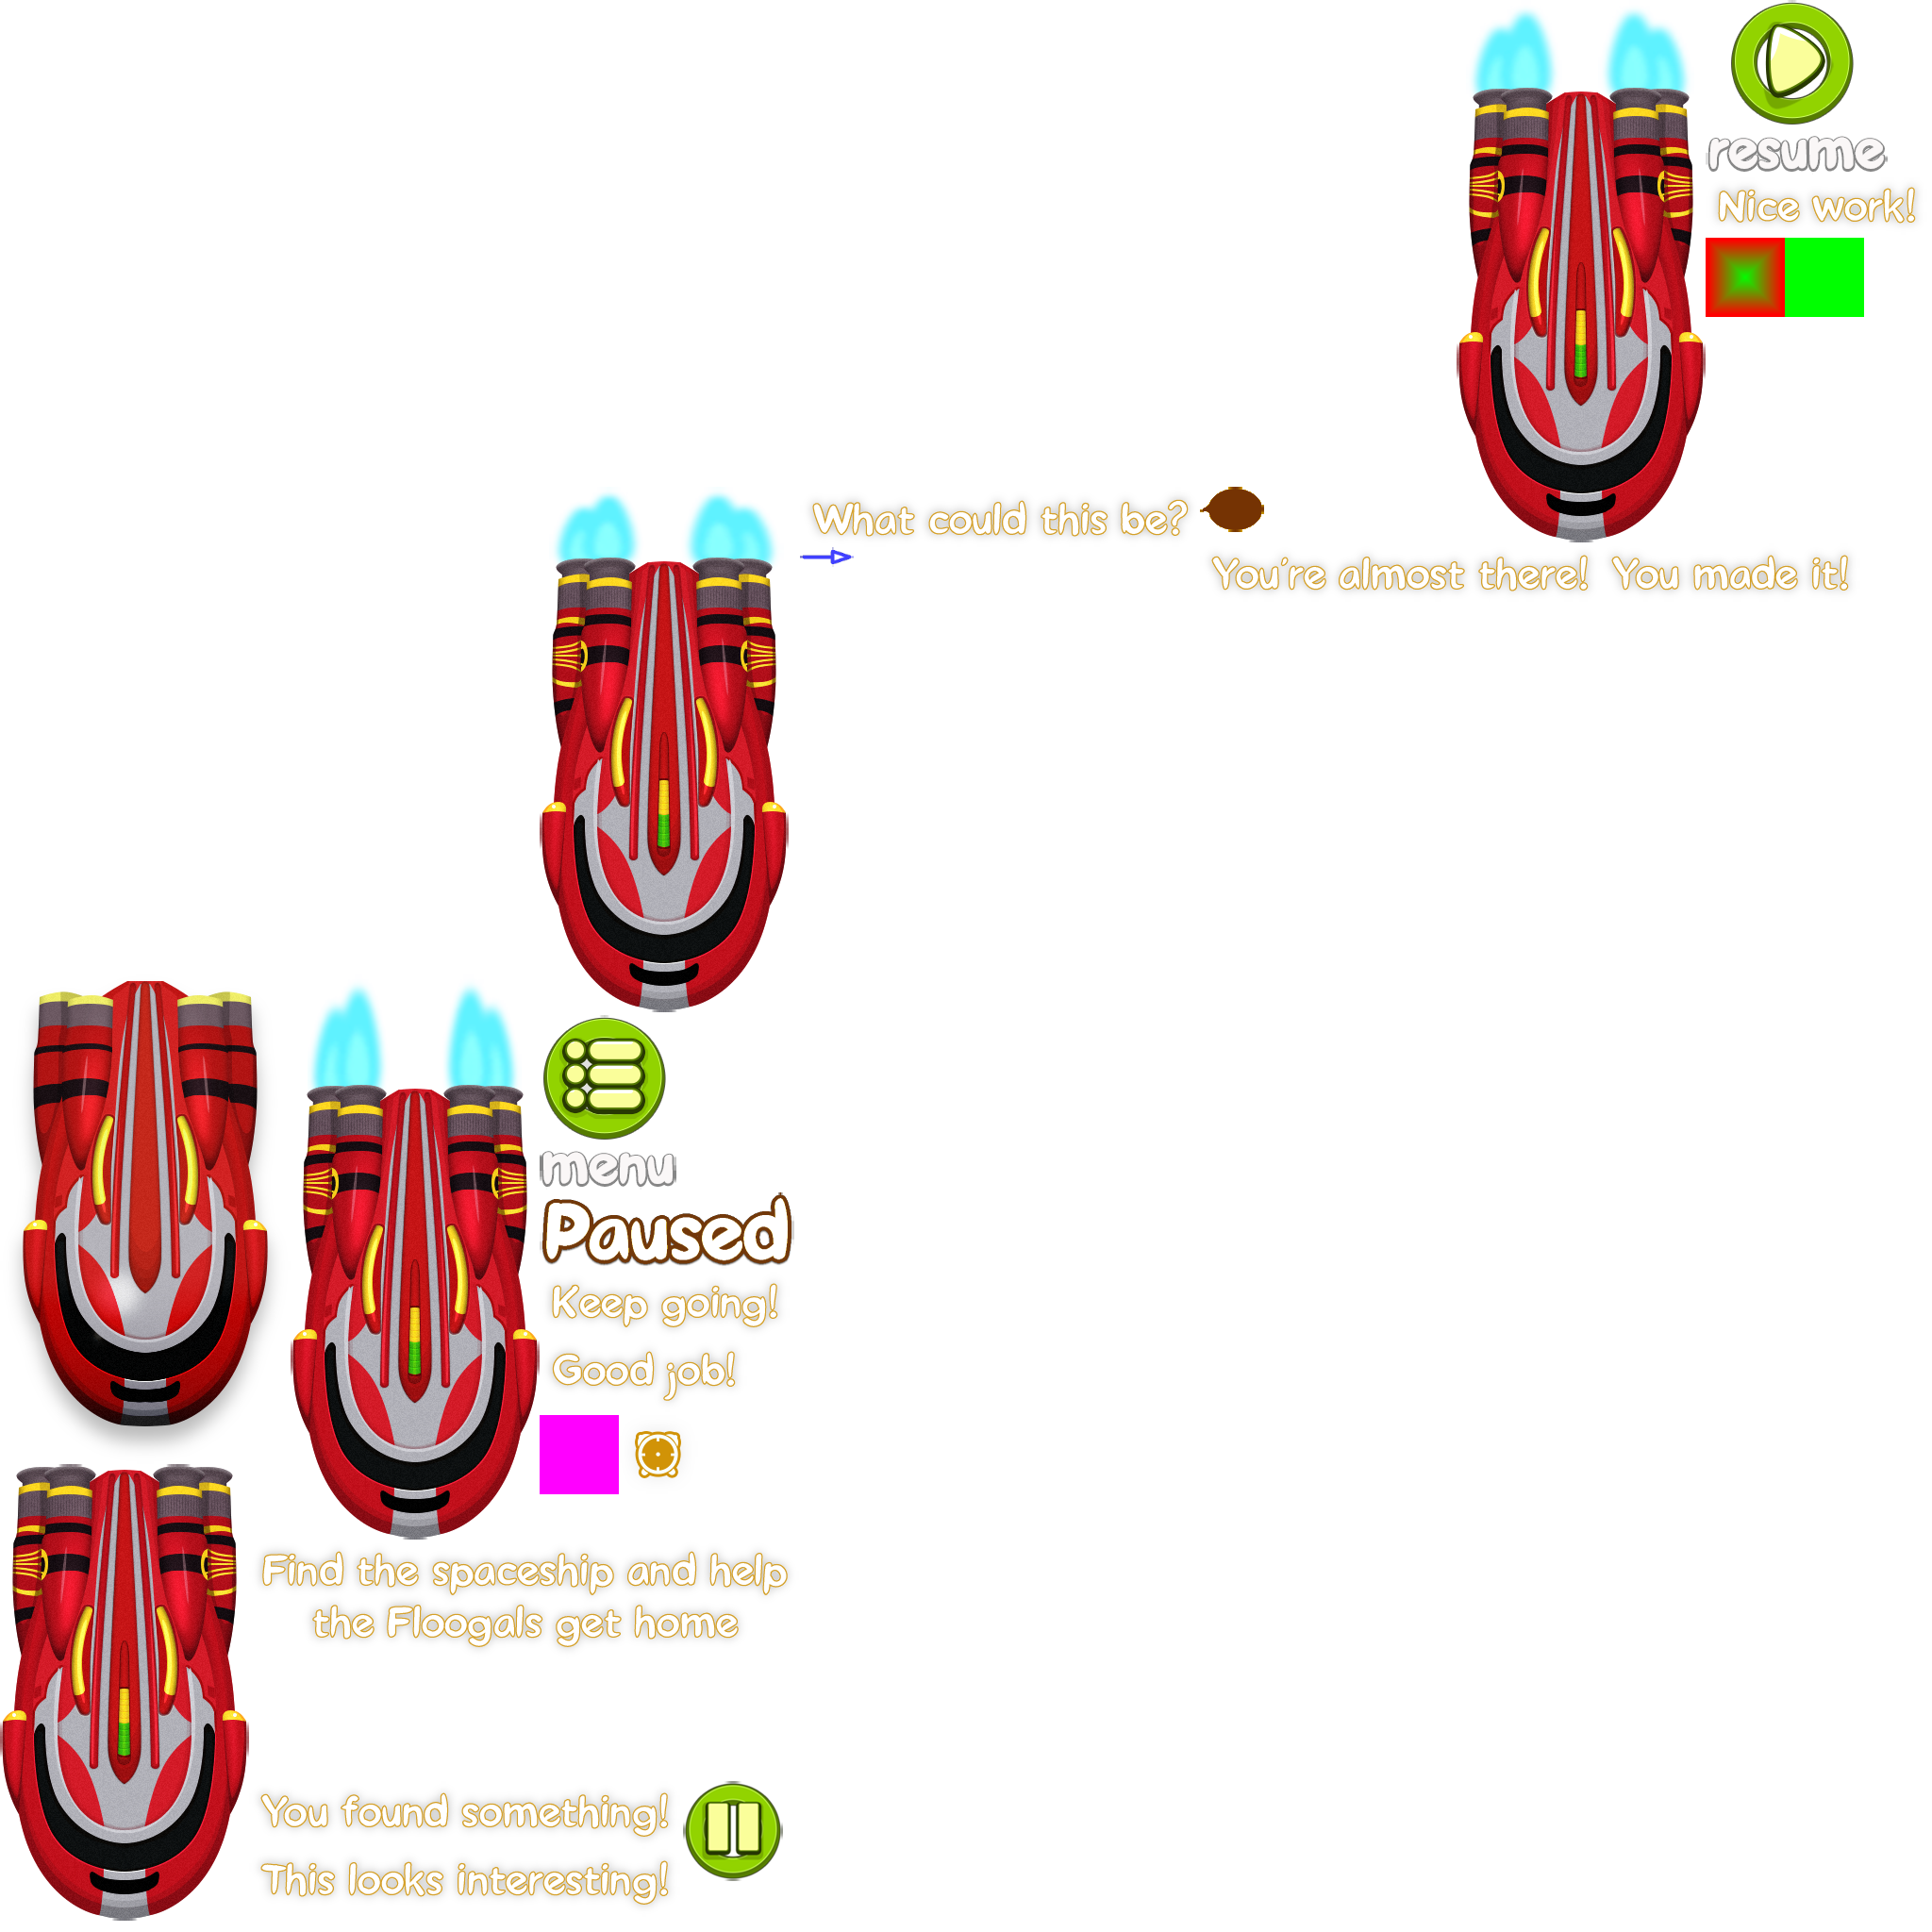 resume
Nice work!
What could this be?
You're almost there!
You made it!
menu
Paused
Keep going!
Good job!
Find the spaceship and help
the Floogals get home
You found something!
This looks interesting!